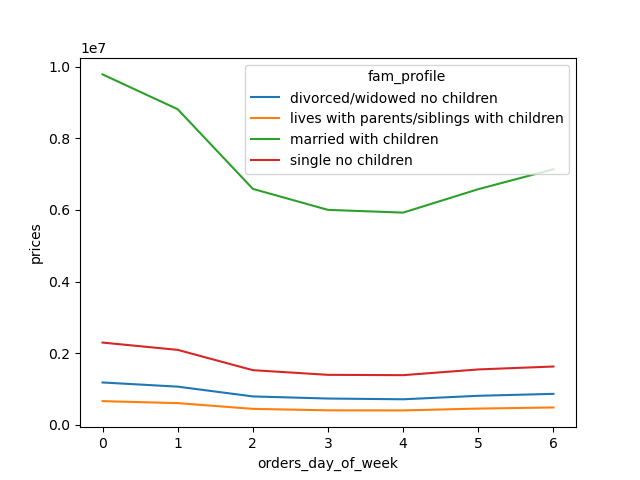 1e7
fam_profile
divorced/widowed no children
lives with parents/siblings with children
married with children
single no children
1.0
0.8
0.6
0.4
0.2
0.0
prices
0 1 2 3 4 5 6
orders_day_of_week